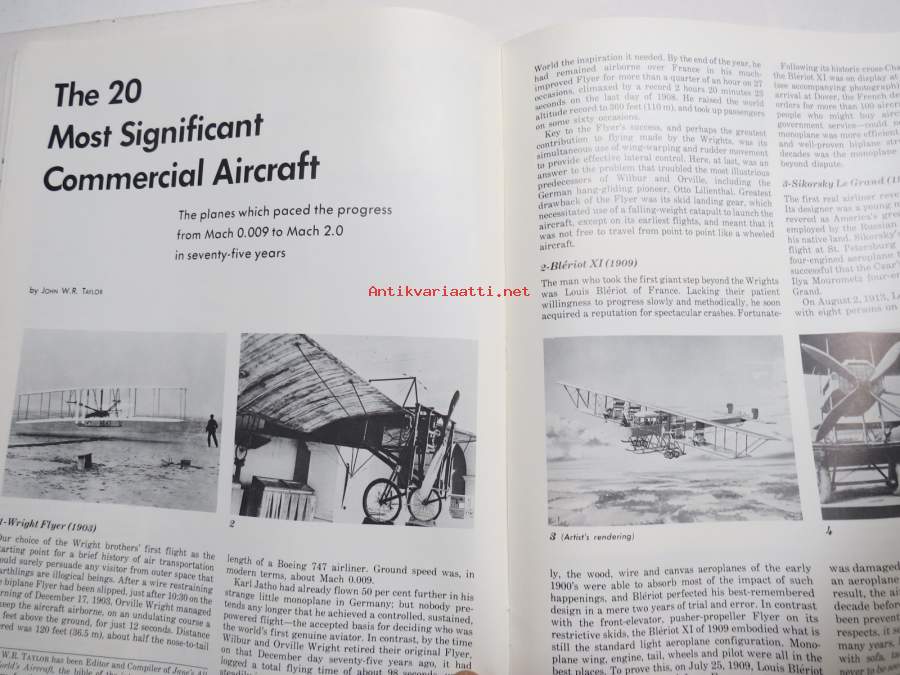 The 20
Most Significant
Commercial Aircraft
The planes which paced the progress
from Mach 0.009 to Mach 2.0
in seventy-five years
by JOHN W.R. TAYLOR
1-Wright Flyer (1903)
Our choice of the Wright brothers' first flight as the
starting point for a brief history of air transportation
could surely persuade any visitor from outer space that
earthlings are illogical beings. After a wire restraining
the biplane Flyer had been slipped, just after 10:30 on the
morning of December 17, 1903, Orville Wright managed
keep the aircraft airborne, on an undulating course a
feet above the ground, for just 12 seconds. Distance
ered was 120 feet (36.5 m), about half the nose-to-tail
W.R. TAYLOR has been Editor and Compiler of Jane's All
World's Aircraft, the bible of the
2
length of a Boeing 747 airliner. Ground speed was, in
modern terms, about Mach 0.009.
Karl Jatho had already flown 50 per cent further in his
strange little monoplane in Germany; but nobody pre-
tends any longer that he achieved a controlled, sustained,
powered flight—the accepted basis for deciding who was
the world's first genuine aviator. In contrast, by the time
Wilbur and Orville Wright retired their original Flyer,
on that December day seventy-five years ago, it had
logged a total flying time of about 98 seconds
World the inspiration it needed. By the end of the year, he
had remained airborne over France in his much-
improved Flyer for more than a quarter of an hour on 27
occasions, climaxed by a record 2 hours 20 minutes 23
seconds on the last day of 1908. He raised the world
altitude record to 360 feet (110 m), and took up passengers
on some sixty occasions.
Key to the Flyer's success, and perhaps the greatest
contribution to flying made by the Wrights, was its
simultaneous use of wing-warping and rudder movement
to provide effective lateral control. Here, at last, was an
answer to the problem that troubled the most illustrious
predecessors of Wilbur and Orville, including the
German hang-gliding pioneer, Otto Lilienthal. Greatest
drawback of the Flyer was its skid landing gear, which
necessitated use of a falling-weight catapult to launch the
aircraft, except on its earliest flights, and meant that it
was not free to travel from point to point like a wheeled
aircraft.
2-Blériot XI (1909)
The man who took the first giant step beyond the Wrights
was Louis Blériot of France. Lacking their patient
willingness to progress slowly and methodically, he soon
acquired a reputation for spectacular crashes. Fortunate-
3 (Artist's rendering)
ly, the wood, wire and canvas aeroplanes of the early
1900's were able to absorb most of the impact of such
happenings, and Blériot perfected his best-remembered
design in a mere two years of trial and error. In contrast
with the front-elevator, pusher-propeller Flyer on its
restrictive skids, the Blériot XI of 1909 embodied what is
still the standard light aeroplane configuration. Mono-
plane wing, engine, tail, wheels and pilot were all in the
best places. To prove this, on July 25, 1909, Louis Blériot
Following its historic cross-Cha
the Blériot XI was on display at
(see accompanying photograph)
arrival at Dover, the French de
orders for more than 100 aircra
people who might buy airc
government service—could
monoplane was more efficient
and well-proven biplane str
decades was the monoplane
beyond dispute.
3-Sikorsky Le Grand (19
The first real airliner reve
Its designer was a young n
revered as America's gre
employed by the Russian
his native land. Sikorsky's
flight at St. Petersburg
four-engined aeroplane
successful that the Czar'
Ilya Mourometz four-en
Grand.
On August 2, 1913, Le
with eight persons on
4
was damaged
an aeroplane
result, the air
decade before
been prevent
respects, it s
many years.
with sofa, ta
never to be
Antikvariaatti.net